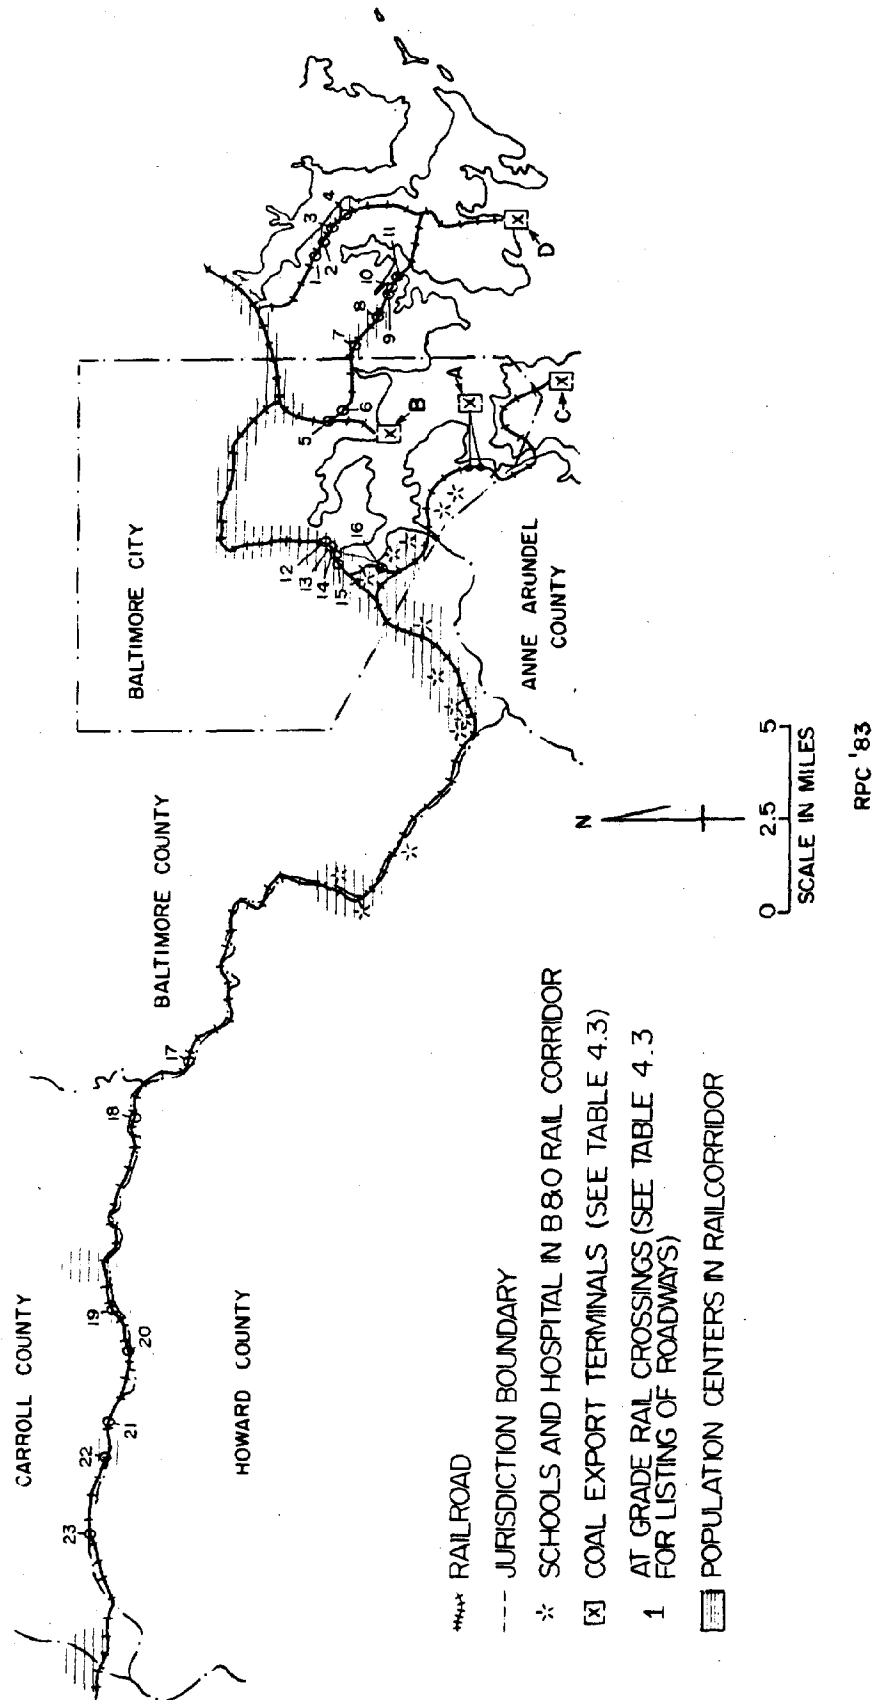 CARROLL COUNTY
BALTIMORE COUNTY
BALTIMORE CITY
HOWARD COUNTY
ANNE ARUNDEL
COUNTY
1
2
3
4
5
6
7
8
9
10
11
12
13
14
15
16
17
18
19
20
21
22
23
A
B
C
D
RAILROAD
JURISDICTION BOUNDARY
SCHOOLS AND HOSPITAL IN B&O RAIL CORRIDOR
X COAL EXPORT TERMINALS (SEE TABLE 4.3)
1 AT GRADE RAIL CROSSINGS (SEE TABLE 4.3
FOR LISTING OF ROADWAYS)
POPULATION CENTERS IN RAILCORRIDOR
N
0 2.5 5
SCALE IN MILES
RPC '83
X
X
X
X